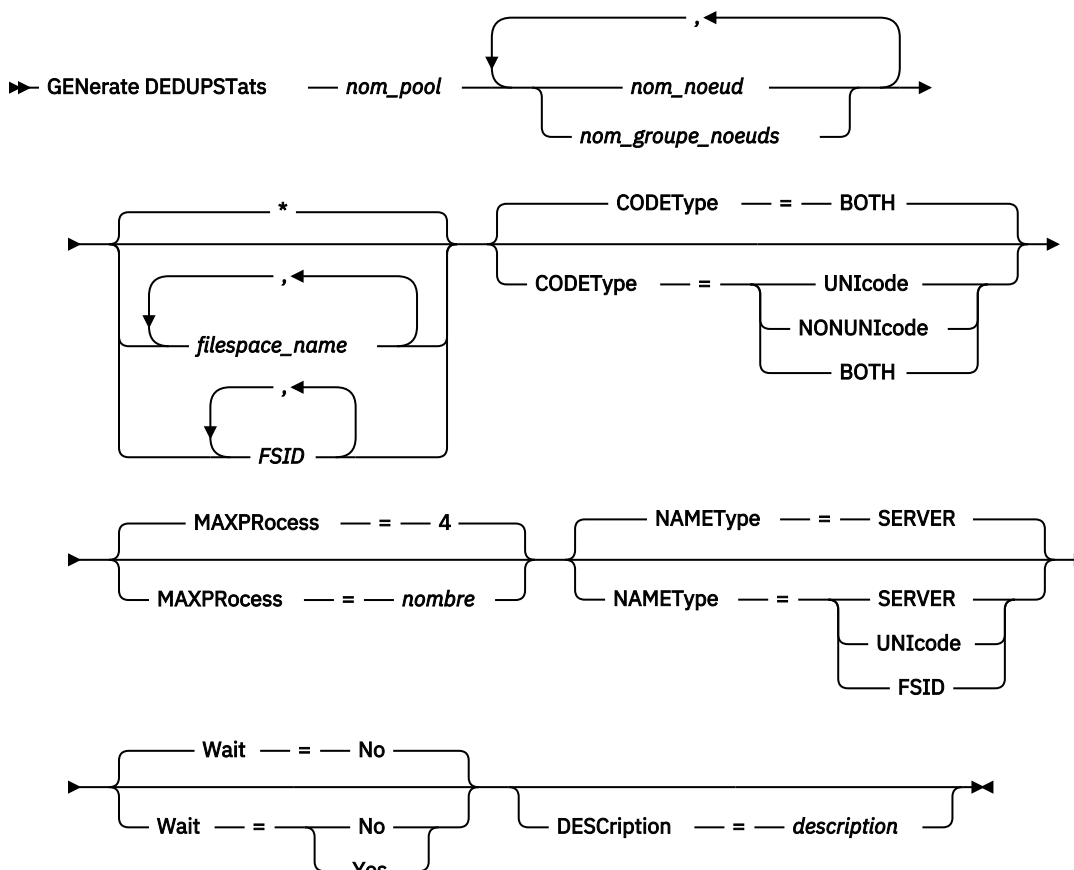 ,
GENerate DEDUPSTats nom_pool nom_noeud
nom_groupe_noeuds
*
,
filespace_name
,
FSID
CODEType = BOTH
CODEType = UNIcode
NONUNIcode
BOTH
MAXPRocess = 4
MAXPRocess = nombre
NAMEType = SERVER
NAMEType = SERVER
UNIcode
FSID
Wait = No
Wait = No
Yes
DESCription = description